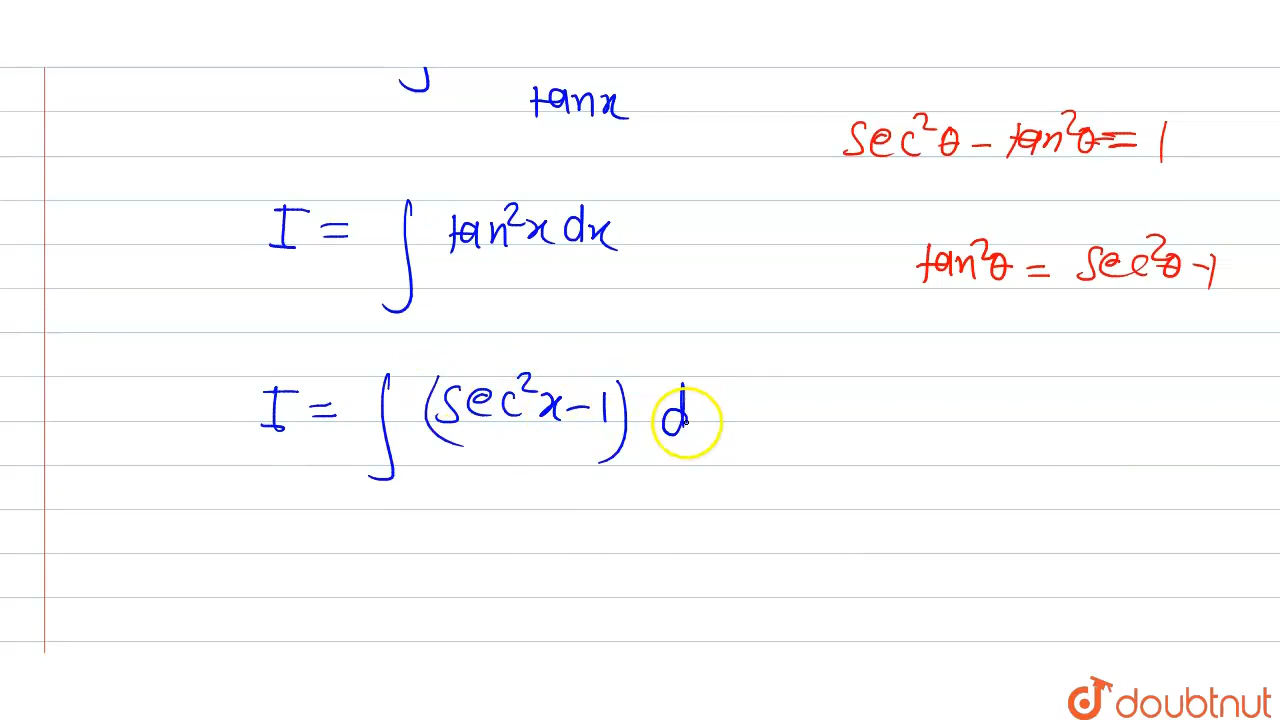 ∫
tanx
sec²θ - tan²θ = 1
I = ∫ tan²x dx
tan²θ = sec²θ -1
I = ∫ (sec²x - 1) d
doubtnut